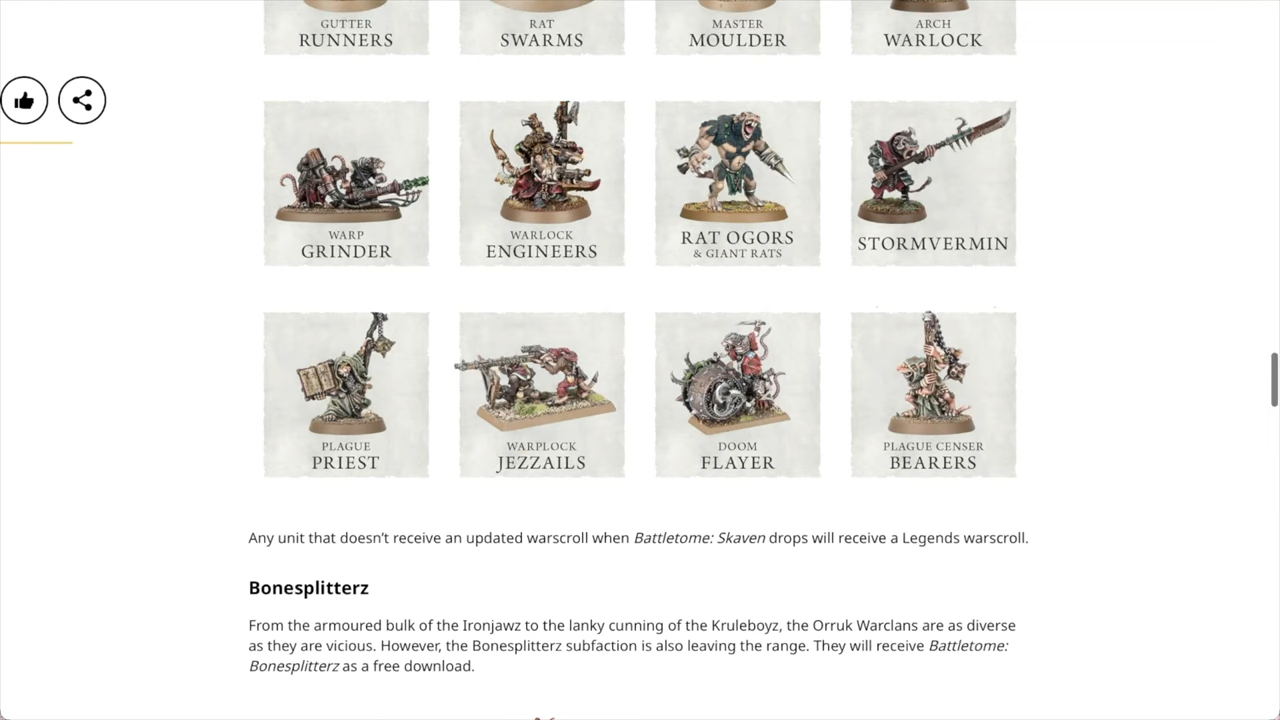 GUTTER
RUNNERS
RAT
SWARMS
MASTER
MOULDER
ARCH
WARLOCK
WARP
GRINDER
WARLOCK
ENGINEERS
RAT OGORS
& GIANT RATS
STORMVERMIN
PLAGUE
PRIEST
WARPLOCK
JEZZAILS
DOOM
FLAYER
PLAGUE CENSER
BEARERS
Any unit that doesn't receive an updated warscroll when Battletome: Skaven drops will receive a Legends warscroll.
Bonesplitterz
From the armoured bulk of the Ironjawz to the lanky cunning of the Kruleboyz, the Orruk Warclans are as diverse
as they are vicious. However, the Bonesplitterz subfaction is also leaving the range. They will receive Battletome:
Bonesplitterz as a free download.